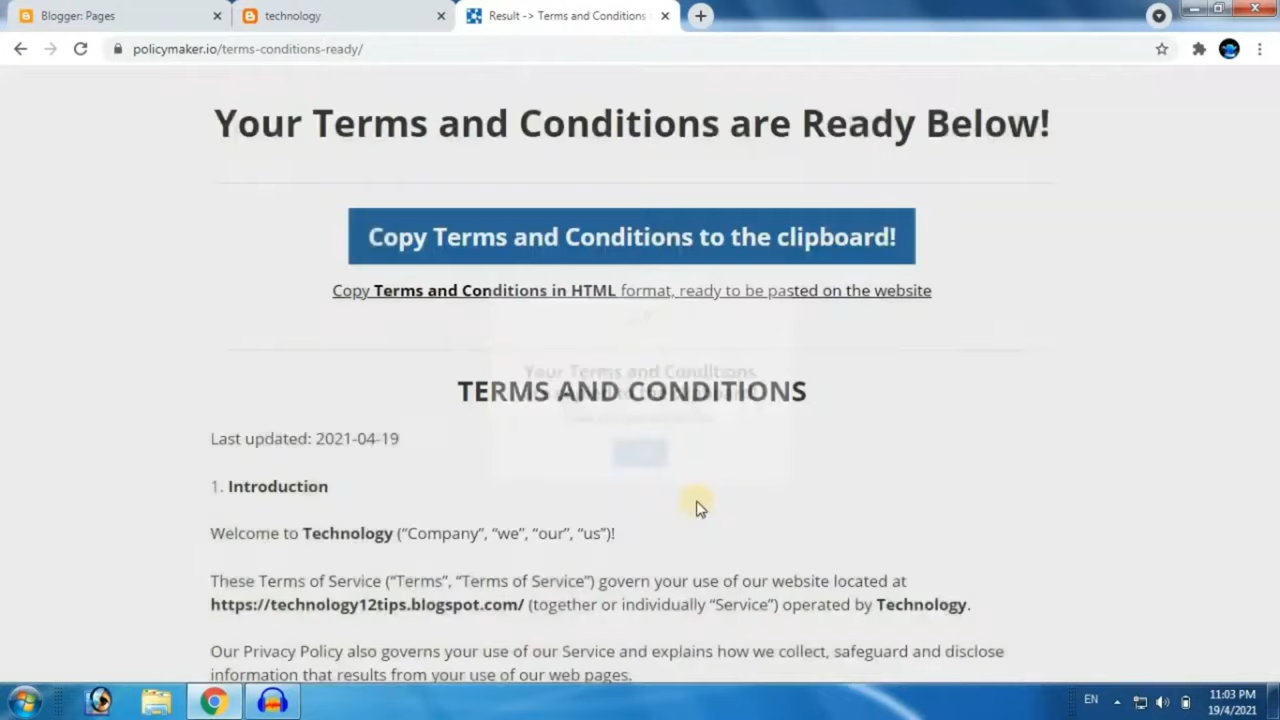 Blogger: Pages
technology
Result -> Terms and Conditions
policymaker.io/terms-conditions-ready/
Your Terms and Conditions are Ready Below!
Copy Terms and Conditions to the clipboard!
Copy Terms and Conditions in HTML format, ready to be pasted on the website
Your Terms and Conditions
TERMS AND CONDITIONS
Last updated: 2021-04-19
1. Introduction
Welcome to Technology (“Company”, “we”, “our”, “us”)!
These Terms of Service (“Terms”, “Terms of Service”) govern your use of our website located at
https://technology12tips.blogspot.com/ (together or individually “Service”) operated by Technology.
Our Privacy Policy also governs your use of our Service and explains how we collect, safeguard and disclose
information that results from your use of our web pages.
EN
11:03 PM
19/4/2021